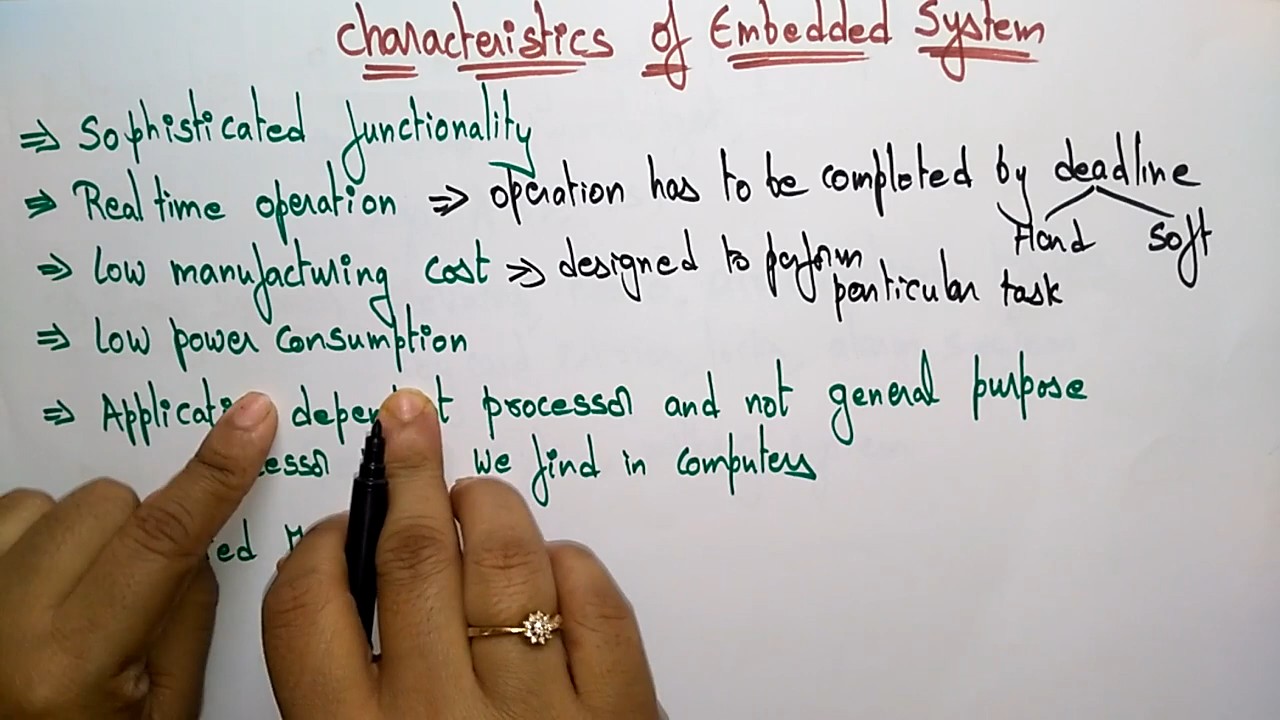 Characteristics of Embedded System
⇒ Sophisticated functionality
⇒ Real time operation ⇒ operation has to be completed by deadline
Hard Soft
⇒ Low manufacturing cost ⇒ designed to perform
particular task
⇒ Low power consumption
⇒ processor and not general purpose
we find in computers